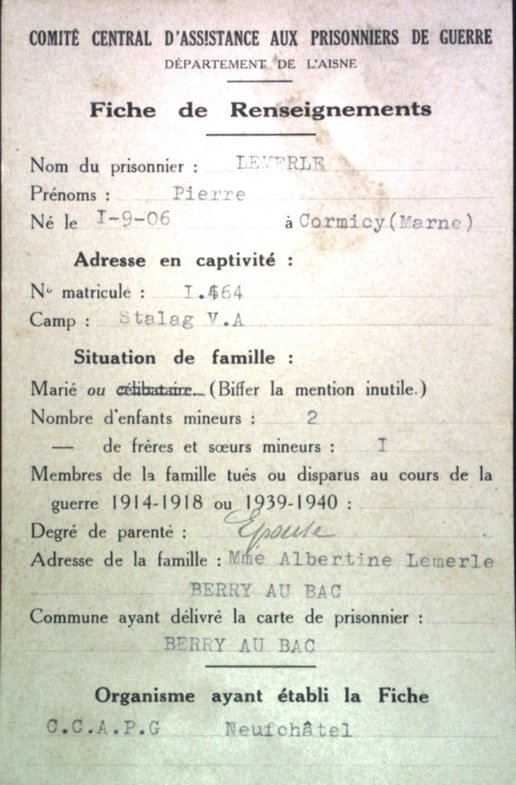 COMITÉ CENTRAL D'ASSISTANCE AUX PRISONNIERS DE GUERRE
DÉPARTEMENT DE L'AISNE
Fiche de Renseignements
Nom du prisonnier : LEMERLE
Prénoms : Pierre
Né le I-9-06 à Cormicy (Marne)
Adresse en captivité :
No matricule : I.464
Camp : Stalag V.A
Situation de famille :
Marié ou célibataire. (Biffer la mention inutile.)
Nombre d'enfants mineurs : 2
— de frères et sœurs mineurs : I
Membres de la famille tués ou disparus au cours de la
guerre 1914-1918 ou 1939-1940 :
Degré de parenté : Epouse
Adresse de la famille : Mme Albertine Lemerle
BERRY AU BAC
Commune ayant délivré la carte de prisonnier :
BERRY AU BAC
Organisme ayant établi la Fiche
C.C.A.P.G Neufchâtel